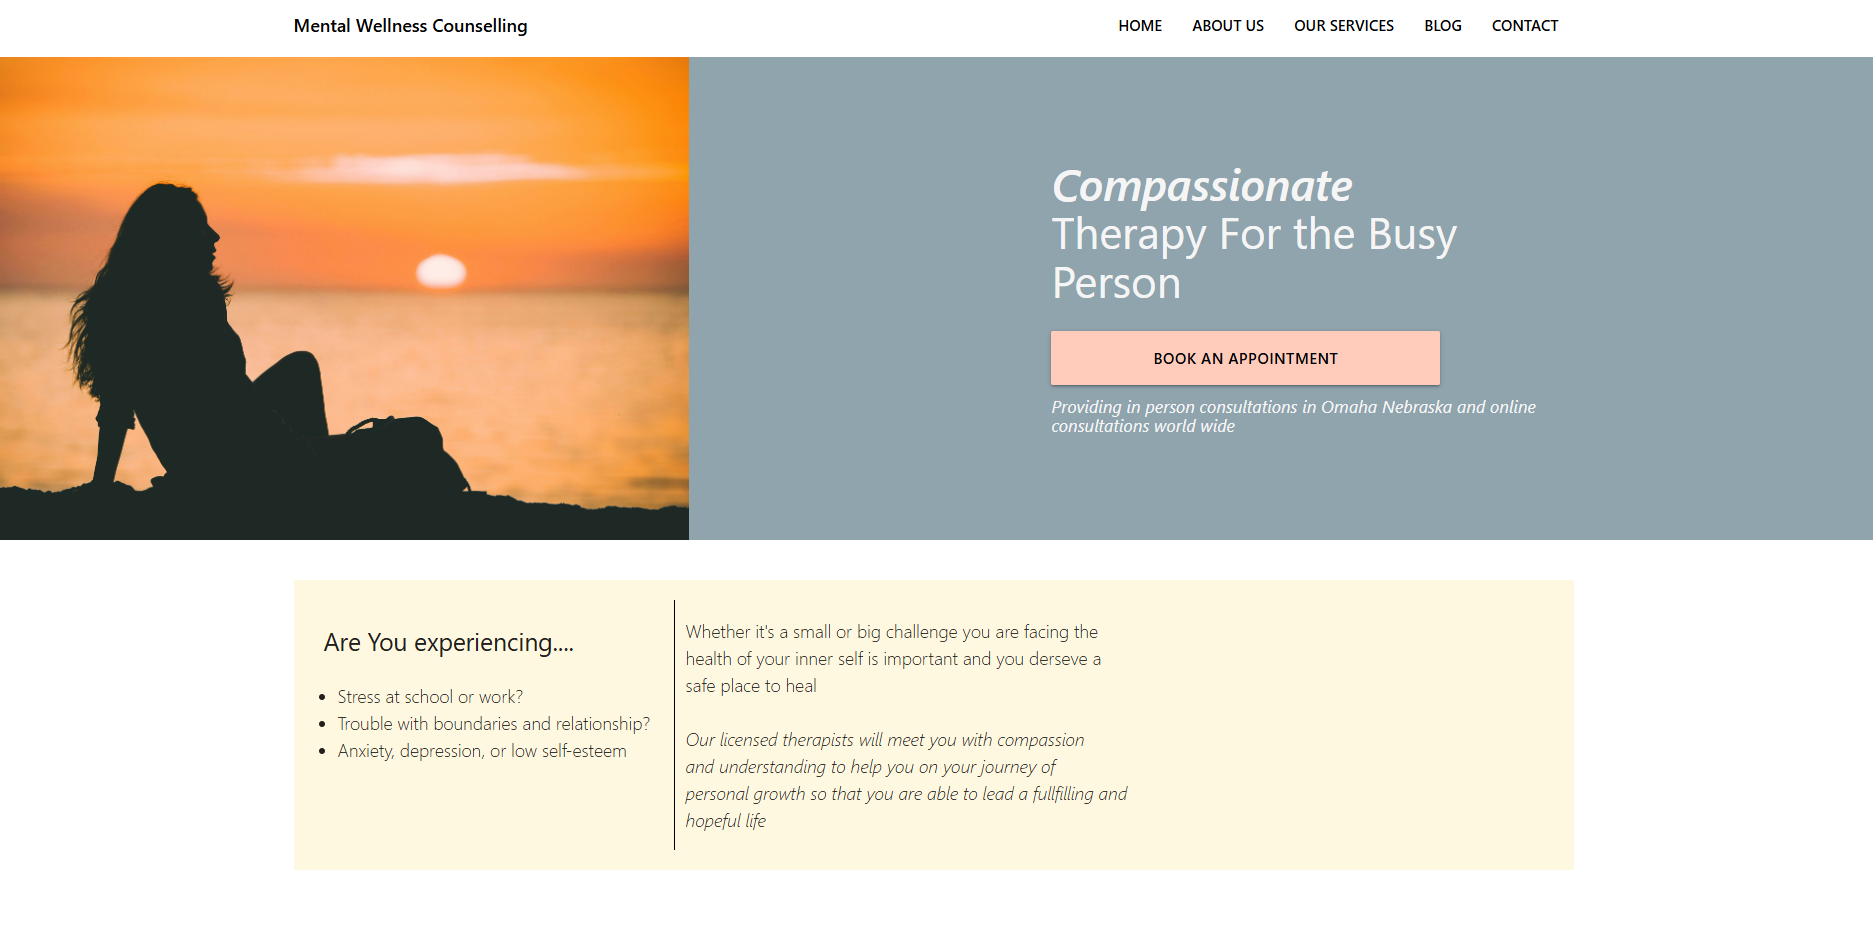 Mental Wellness Counselling
HOME ABOUT US OUR SERVICES BLOG CONTACT
Compassionate
Therapy For the Busy
Person
BOOK AN APPOINTMENT
Providing in person consultations in Omaha Nebraska and online
consultations world wide
Are You experiencing....
Stress at school or work?
Trouble with boundaries and relationship?
Anxiety, depression, or low self-esteem
Whether it's a small or big challenge you are facing the
health of your inner self is important and you derseve a
safe place to heal
Our licensed therapists will meet you with compassion
and understanding to help you on your journey of
personal growth so that you are able to lead a fullfilling and
hopeful life